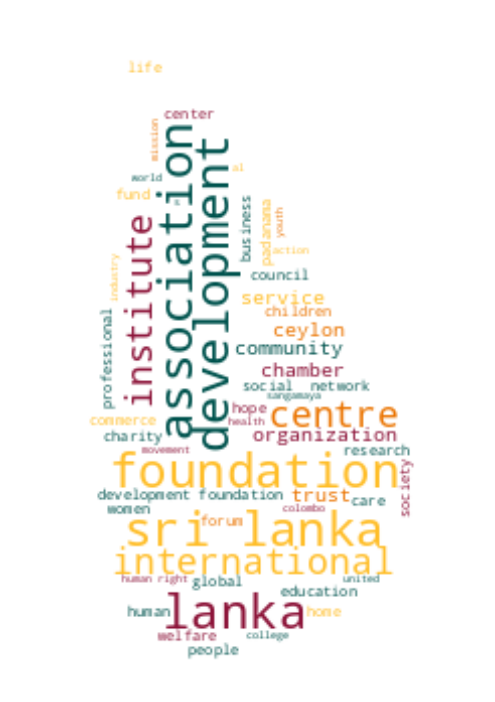 life
center
mission
association
development
world
al
fund
institute
business
padanama
youth
action
council
industry
service
children
professional
ceylon
community
chamber
social network
sangamaya
hope
centre
commerce
health
charity
organization
movement
research
foundation
society
development foundation
trust
care
women
colombo
sri lanka
forum
international
human right
global
united
education
lanka
human
home
welfare
college
people